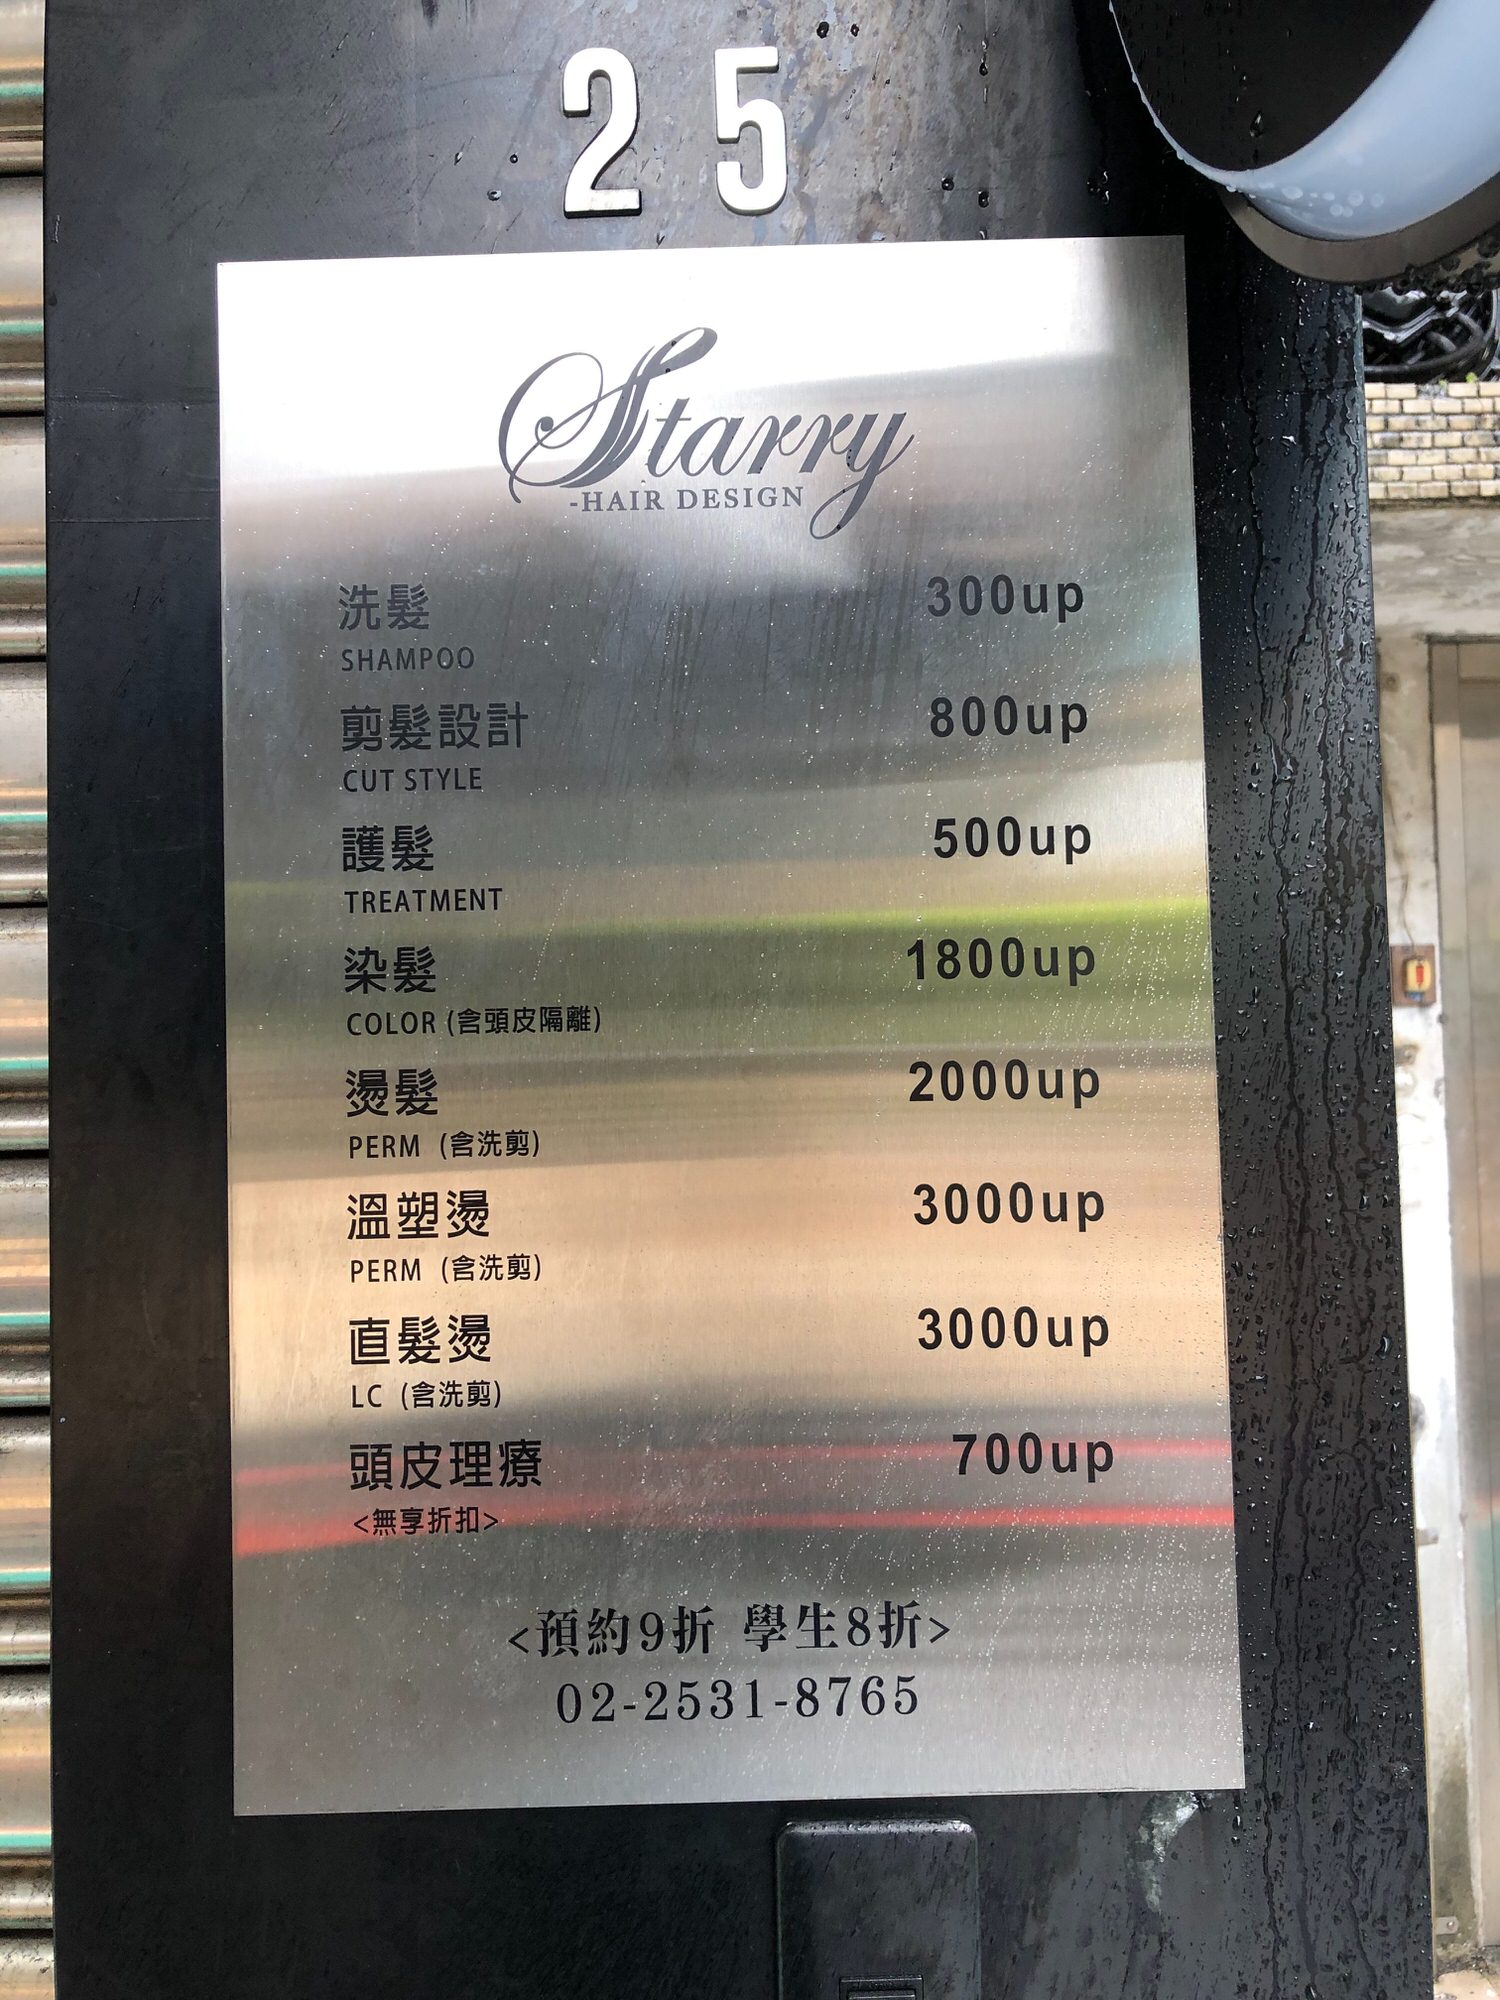 25
Starry
-HAIR DESIGN
洗髮 300up
SHAMPOO
剪髮設計 800up
CUT STYLE
護髮 500up
TREATMENT
染髮 1800up
COLOR (含頭皮隔離)
燙髮 2000up
PERM (含洗剪)
溫塑燙 3000up
PERM (含洗剪)
直髮燙 3000up
LC (含洗剪)
頭皮理療 700up
<無享折扣>
<預約9折 學生8折>
02-2531-8765